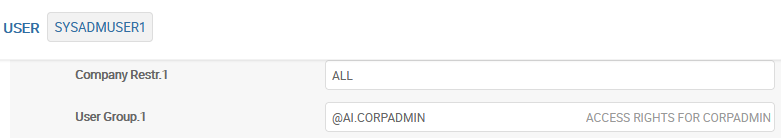 USER SYSADMUSER1
Company Restr.1 ALL
User Group.1 @AI.CORPADMIN ACCESS RIGHTS FOR CORPADMIN